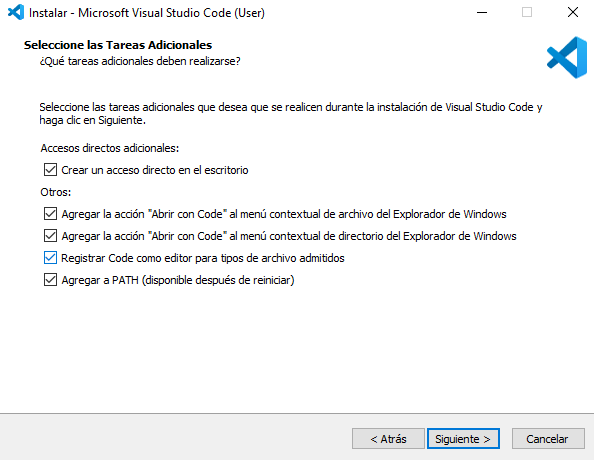 Instalar - Microsoft Visual Studio Code (User)
Seleccione las Tareas Adicionales
¿Qué tareas adicionales deben realizarse?
Seleccione las tareas adicionales que desea que se realicen durante la instalación de Visual Studio Code y
haga clic en Siguiente.
Accesos directos adicionales:
Crear un acceso directo en el escritorio
Otros:
Agregar la acción "Abrir con Code" al menú contextual de archivo del Explorador de Windows
Agregar la acción "Abrir con Code" al menú contextual de directorio del Explorador de Windows
Registrar Code como editor para tipos de archivo admitidos
Agregar a PATH (disponible después de reiniciar)
< Atrás Siguiente > Cancelar